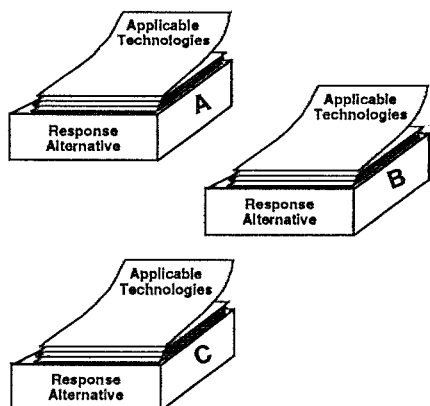 Applicable
Technologies
A
Response
Alternative
Applicable
Technologies
B
Response
Alternative
Applicable
Technologies
C
Response
Alternative